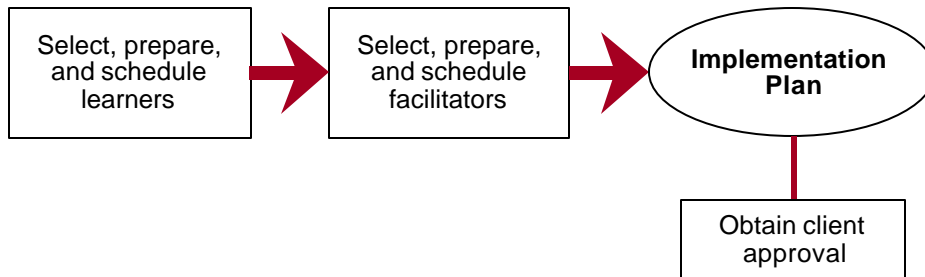 Select, prepare,
and schedule
learners
Select, prepare,
and schedule
facilitators
Implementation
Plan
Obtain client
approval